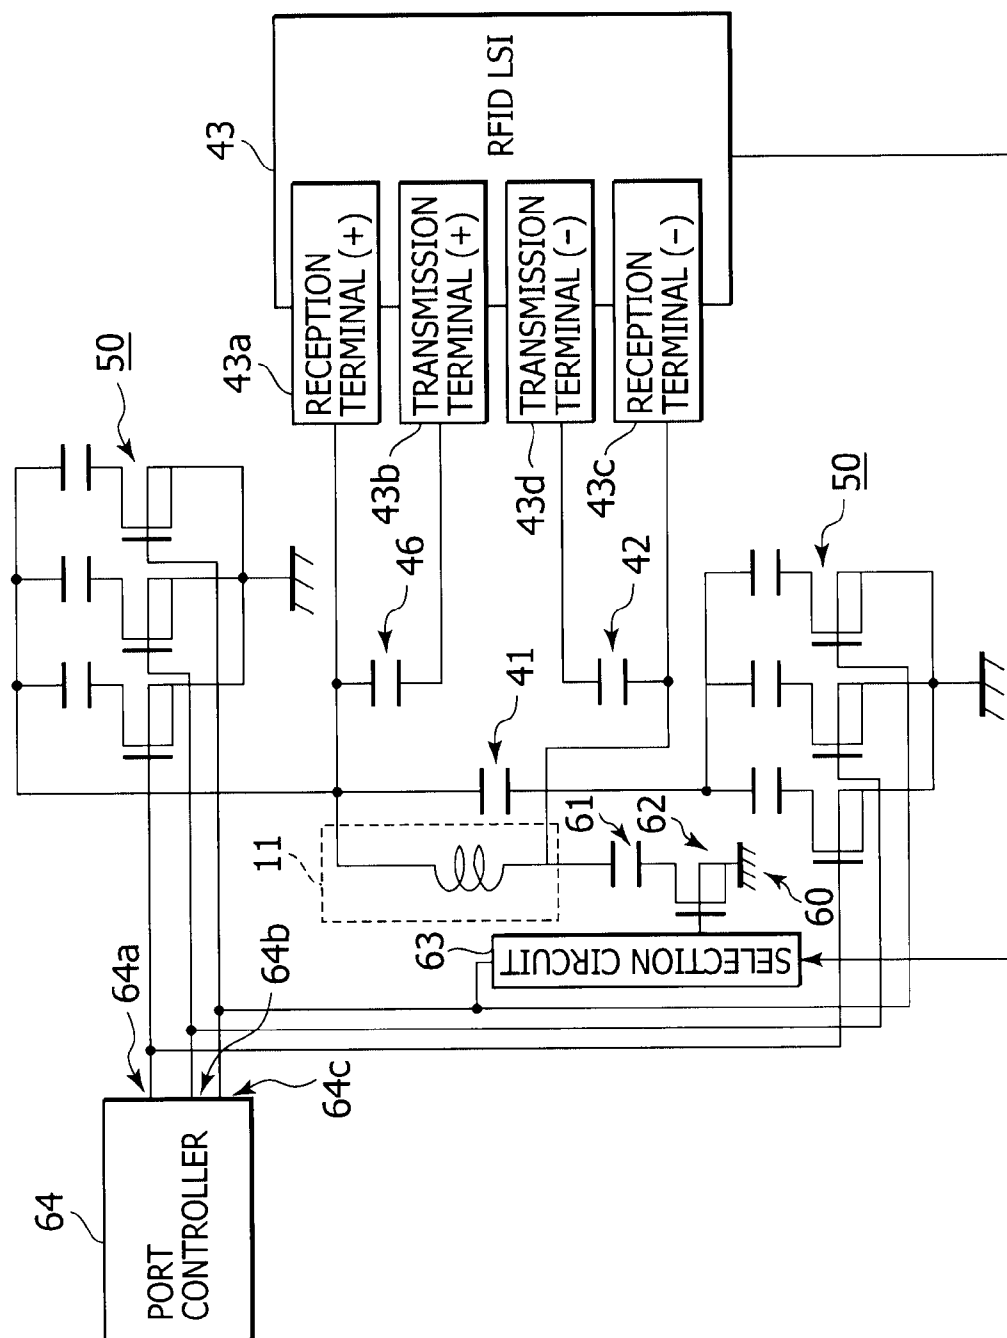 43
RFID LSI
RECEPTION
TERMINAL (+)
TRANSMISSION
TERMINAL (+)
TRANSMISSION
TERMINAL (-)
RECEPTION
TERMINAL (-)
43a
43b
43d
43c
50
46
42
50
41
11
61
62
60
63
SELECTION CIRCUIT
64a
64b
64c
64
PORT
CONTROLLER